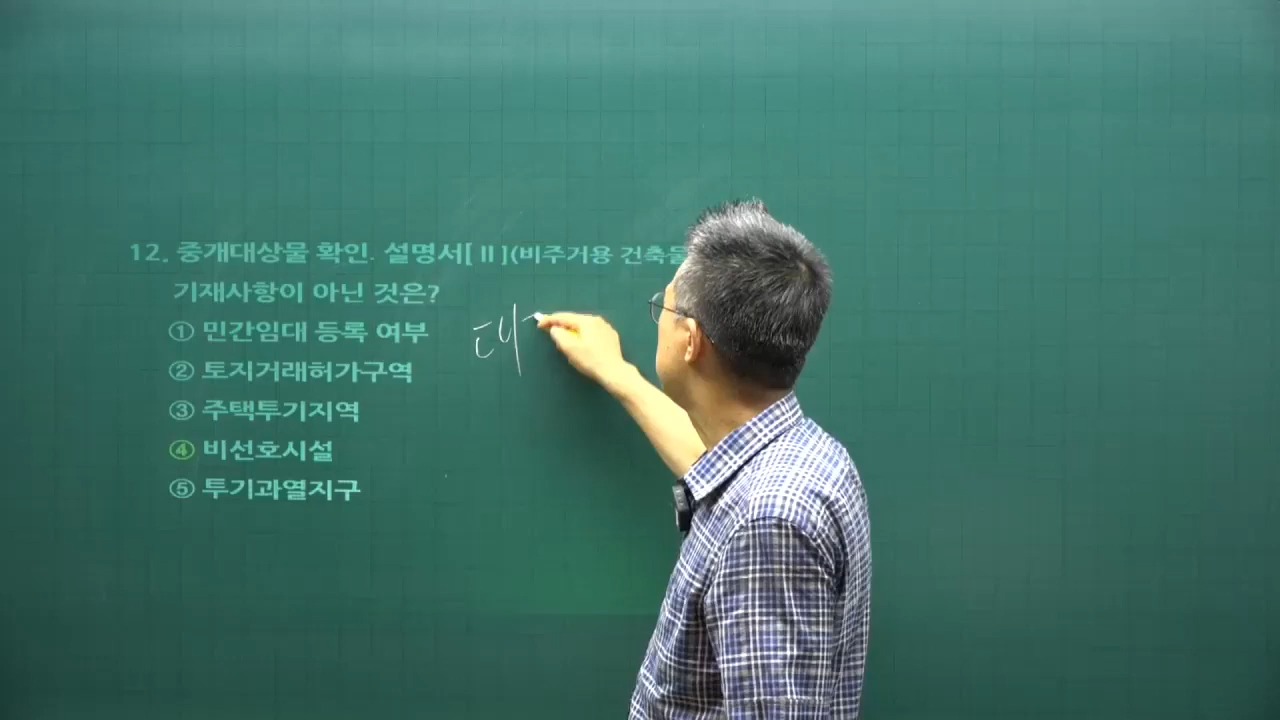 12. 중개대상물 확인. 설명서[ Ⅱ ](비주거용 건축물
기재사항이 아닌 것은?
① 민간임대 등록 여부
② 토지거래허가구역
③ 주택투기지역
④ 비선호시설
⑤ 투기과열지구